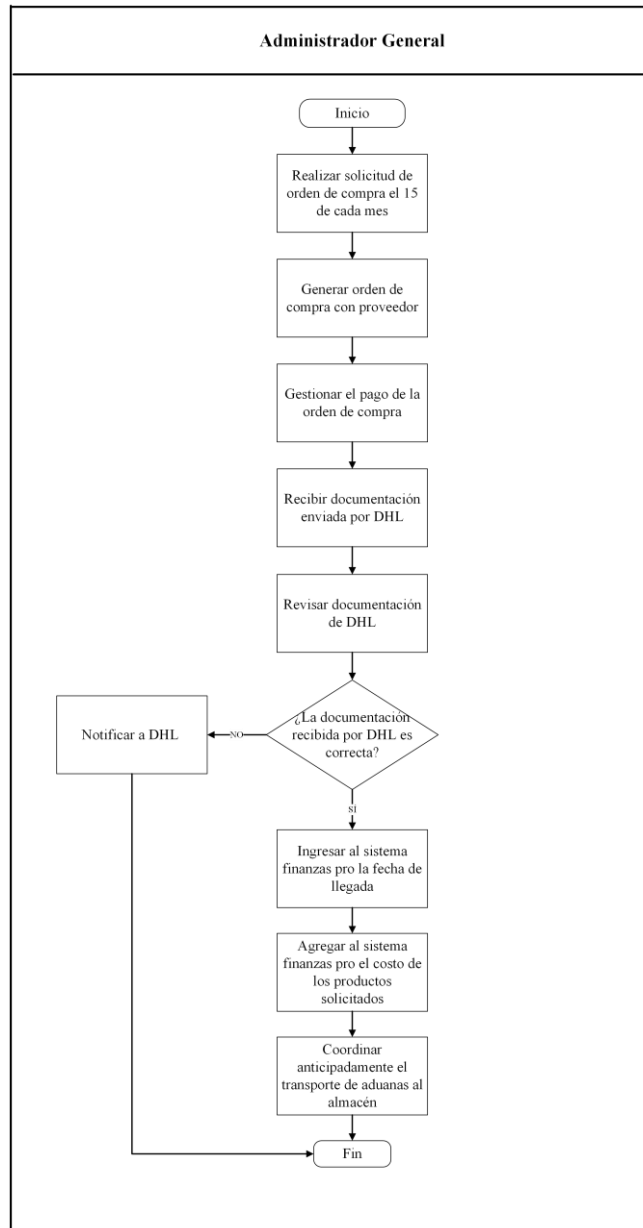 Administrador General
Inicio
Realizar solicitud de
orden de compra el 15
de cada mes
Generar orden de
compra con proveedor
Gestionar el pago de la
orden de compra
Recibir documentación
enviada por DHL
Revisar documentación
de DHL
¿La documentación
recibida por DHL es
correcta?
NO
Notificar a DHL
SI
Ingresar al sistema
finanzas pro la fecha de
llegada
Agregar al sistema
finanzas pro el costo de
los productos
solicitados
Coordinar
anticipadamente el
transporte de aduanas al
almacén
Fin